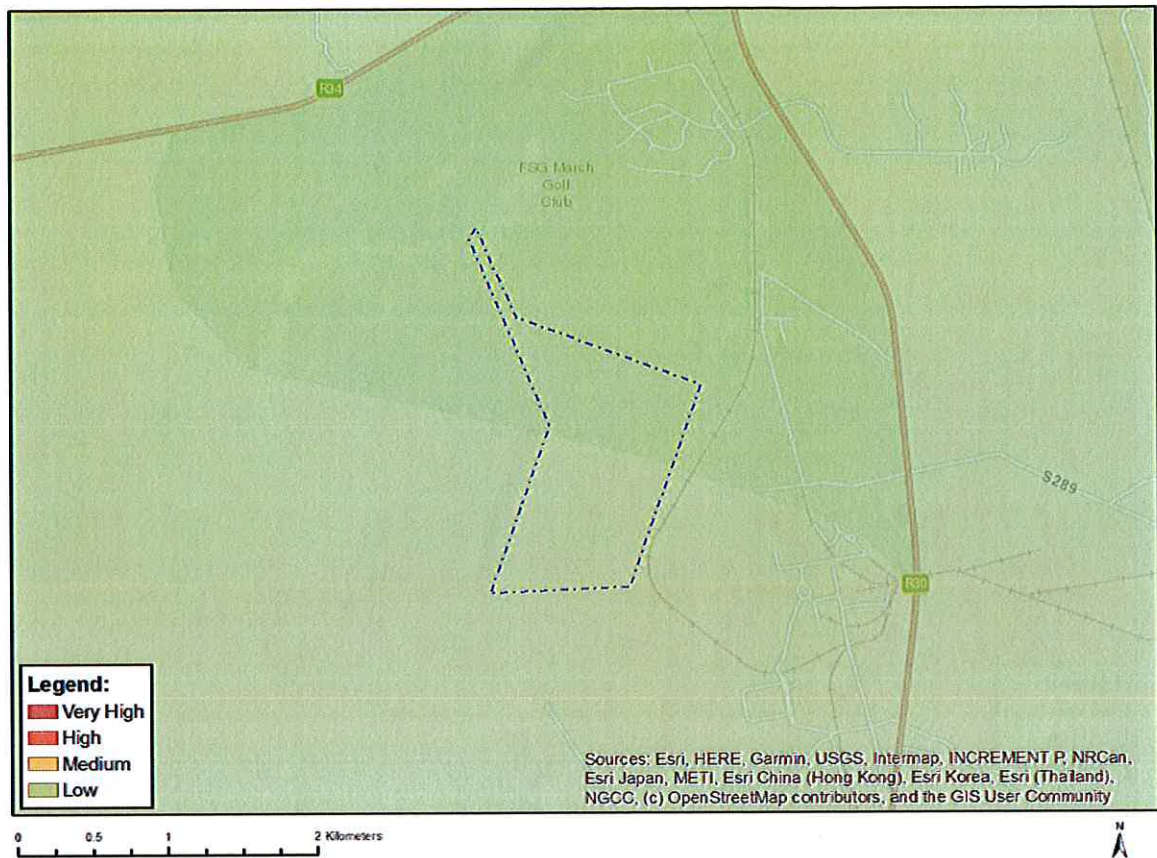 R34
FSG March
Golf
Club
S289
R30
Legend:
Very High
High
Medium
Low
Sources: Esri, HERE, Garmin, USGS, Intermap, INCREMENT P, NRCan,
Esri Japan, METI, Esri China (Hong Kong), Esri Korea, Esri (Thailand),
NGCC, (c) OpenStreetMap contributors, and the GIS User Community
0 0.5 1 2 Kilometers
N